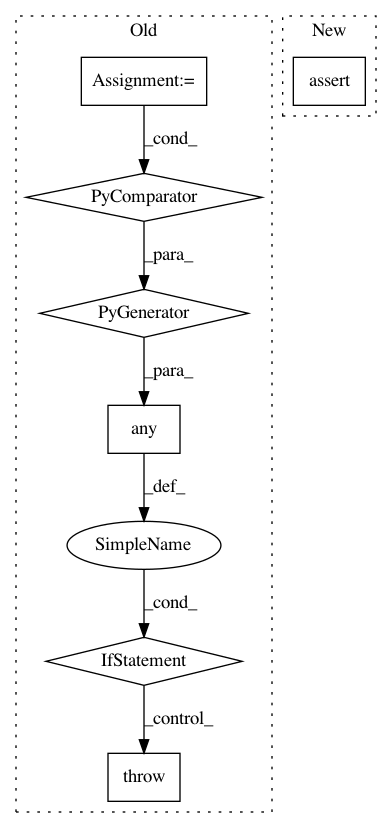 Old
New
Assignment:=
assert
_cond_
PyComparator
_para_
PyGenerator
_para_
any
_def_
SimpleName
_cond_
IfStatement
_control_
throw